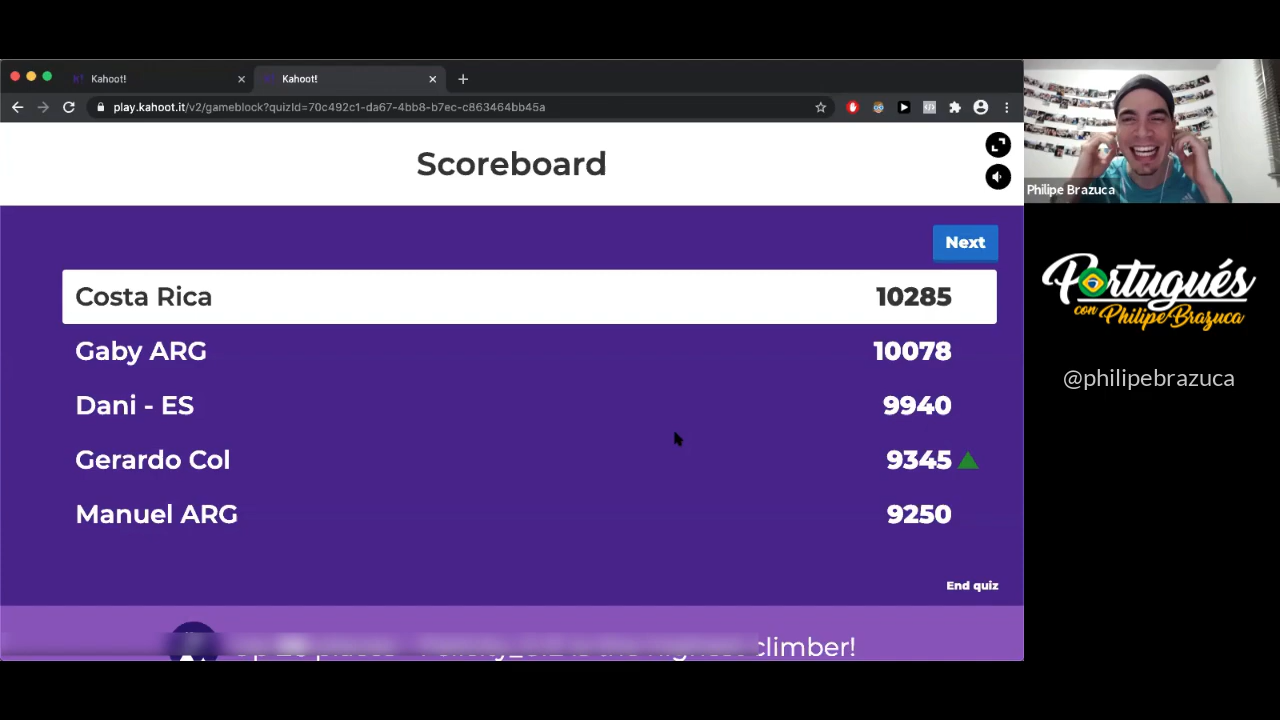 Kahoot!
Kahoot!
play.kahoot.it/v2/gameblock?quizId=70c492c1-da67-4bb8-b7ec-c863464bb45a
Scoreboard
Philipe Brazuca
Next
Costa Rica 10285
Gaby ARG 10078
Dani - ES 9940
Gerardo Col 9345
Manuel ARG 9250
End quiz
climber!
Portugués
con Philipe Brazuca
@philipebrazuca